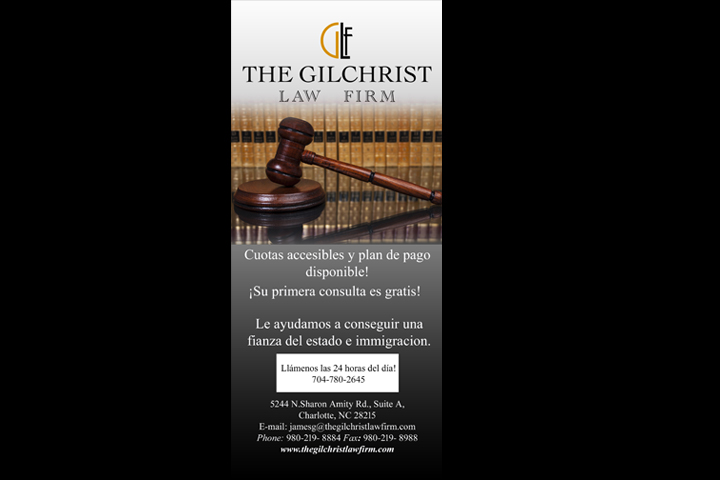 GLF
THE GILCHRIST
LAW FIRM
Cuotas accesibles y plan de pago
disponible!
¡Su primera consulta es gratis!
Le ayudamos a conseguir una
fianza del estado e immigracion.
Llámenos las 24 horas del día!
704-780-2645
5244 N.Sharon Amity Rd., Suite A,
Charlotte, NC 28215
E-mail: jamesg@thegilchristlawfirm.com
Phone: 980-219- 8884 Fax: 980-219- 8988
www.thegilchristlawfirm.com